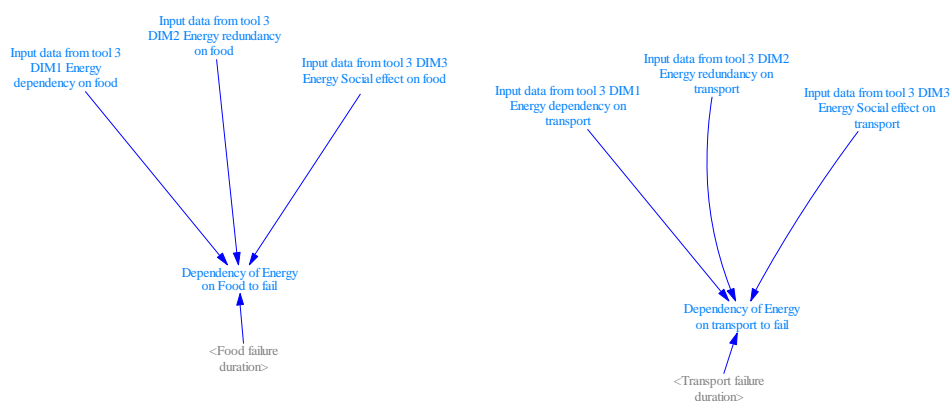 Input data from tool 3
DIM2 Energy redundancy
on food
Input data from tool 3
DIM1 Energy
dependency on food
Input data from tool 3 DIM3
Energy Social effect on food
Dependency of Energy
on Food to fail
<Food failure
duration>
Input data from tool 3 DIM2
Energy redundancy on
transport
Input data from tool 3 DIM1
Energy dependency on
transport
Input data from tool 3 DIM3
Energy Social effect on
transport
Dependency of Energy
on transport to fail
<Transport failure
duration>